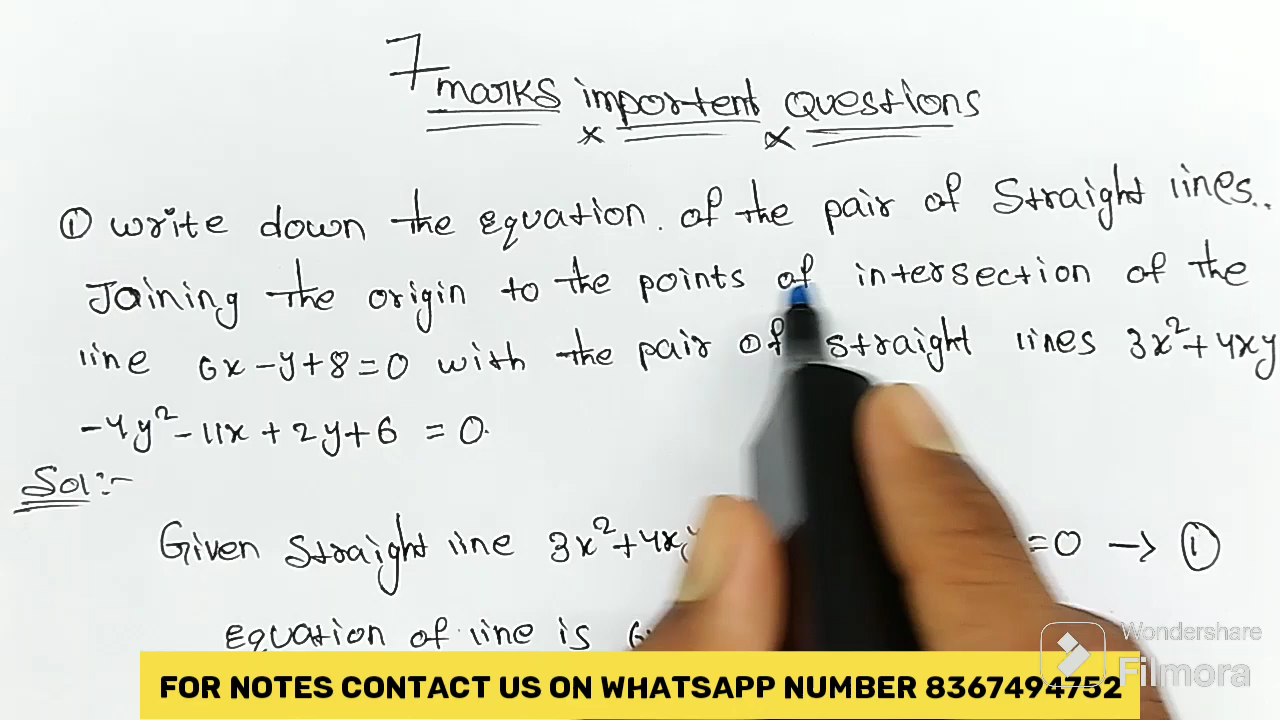 7 marks importent Questions
① write down the equation. of the pair of Straight lines..
Joining the origin to the points of intersection of the
line 6x-y+8=0 with the pair of straight lines 3x²+4xy
-4y²-11x+2y+6 =0.
Sol:-
Given straight line 3x²+4xy =0 → ①
equation of line is
FOR NOTES CONTACT US ON WHATSAPP NUMBER 8367494752
Wondershare
Filmora